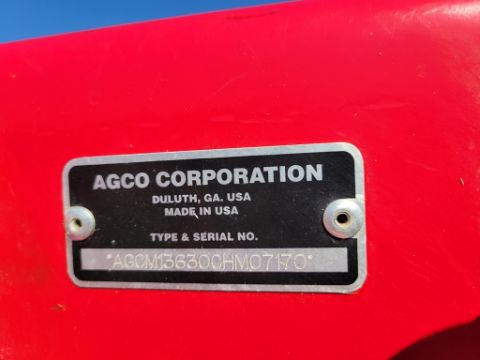 AGCO CORPORATION
DULUTH, GA. USA
MADE IN USA
TYPE & SERIAL NO.
*AGCM13630CHM07170*